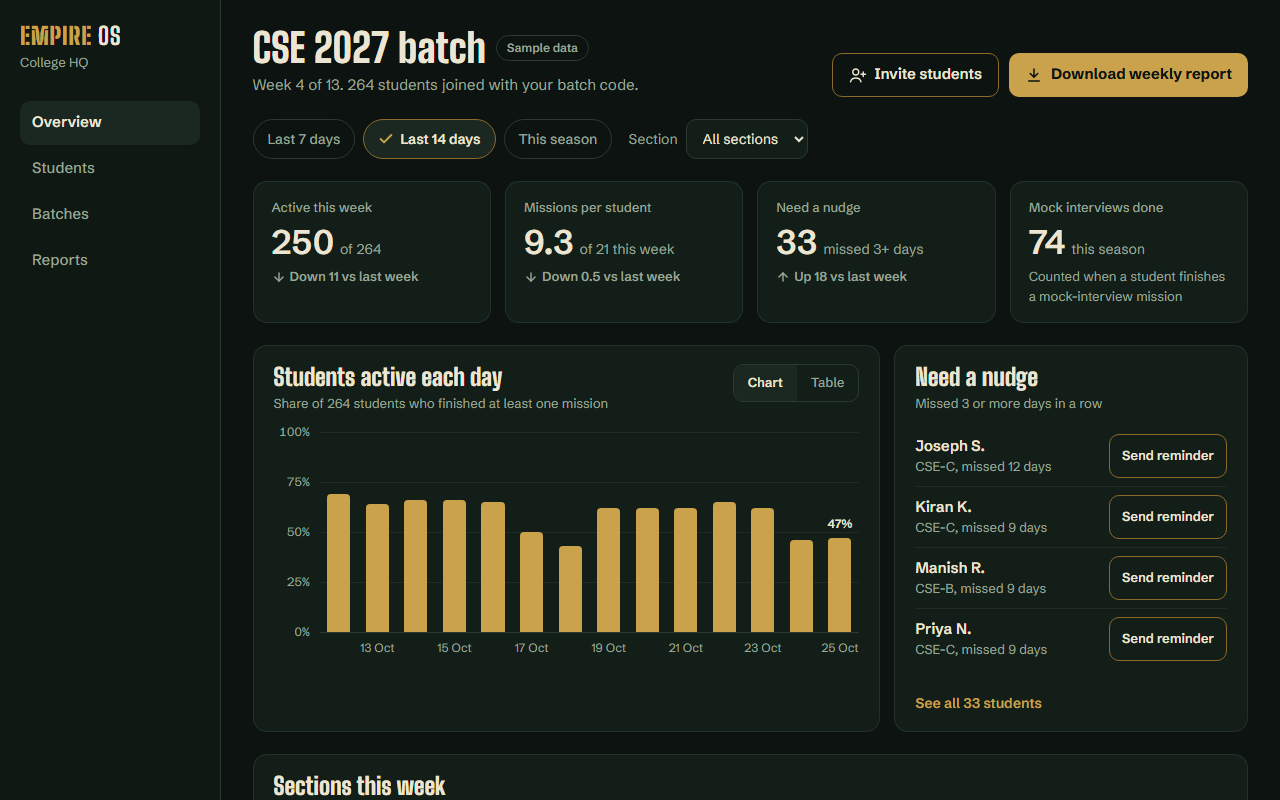 EMPIRE OS
College HQ
Overview
Students
Batches
Reports
CSE 2027 batch
Sample data
Week 4 of 13. 264 students joined with your batch code.
Invite students
Download weekly report
Last 7 days
Last 14 days
This season
Section
All sections
Active this week
250 of 264
Down 11 vs last week
Missions per student
9.3 of 21 this week
Down 0.5 vs last week
Need a nudge
33 missed 3+ days
Up 18 vs last week
Mock interviews done
74 this season
Counted when a student finishes
a mock-interview mission
Students active each day
Share of 264 students who finished at least one mission
Chart
Table
100%
75%
50%
25%
0%
47%
13 Oct
15 Oct
17 Oct
19 Oct
21 Oct
23 Oct
25 Oct
Need a nudge
Missed 3 or more days in a row
Joseph S.
CSE-C, missed 12 days
Send reminder
Kiran K.
CSE-C, missed 9 days
Send reminder
Manish R.
CSE-B, missed 9 days
Send reminder
Priya N.
CSE-C, missed 9 days
Send reminder
See all 33 students
Sections this week